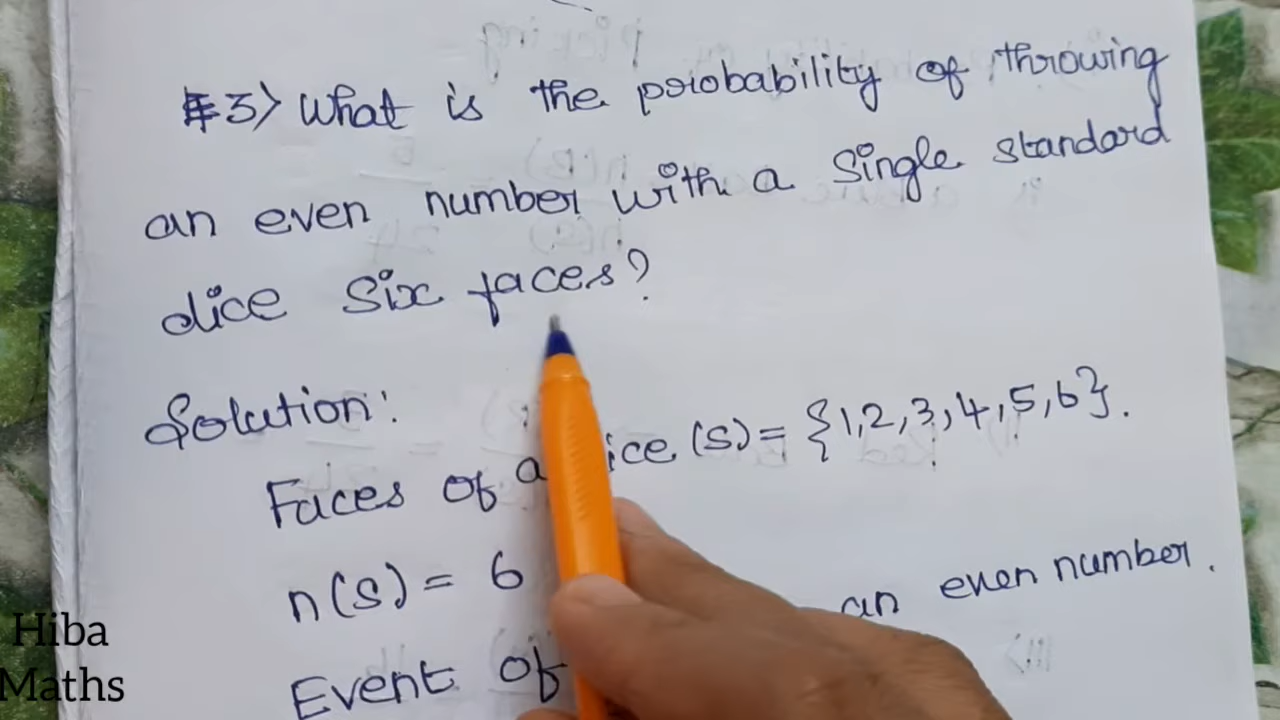 3) What is the probability of throwing
an even number with a single standard
dice six faces?
Solution:
Faces of a ice (S) = {1,2,3,4,5,6}.
n(S) = 6
an even number.
Event of
Hiba
Maths